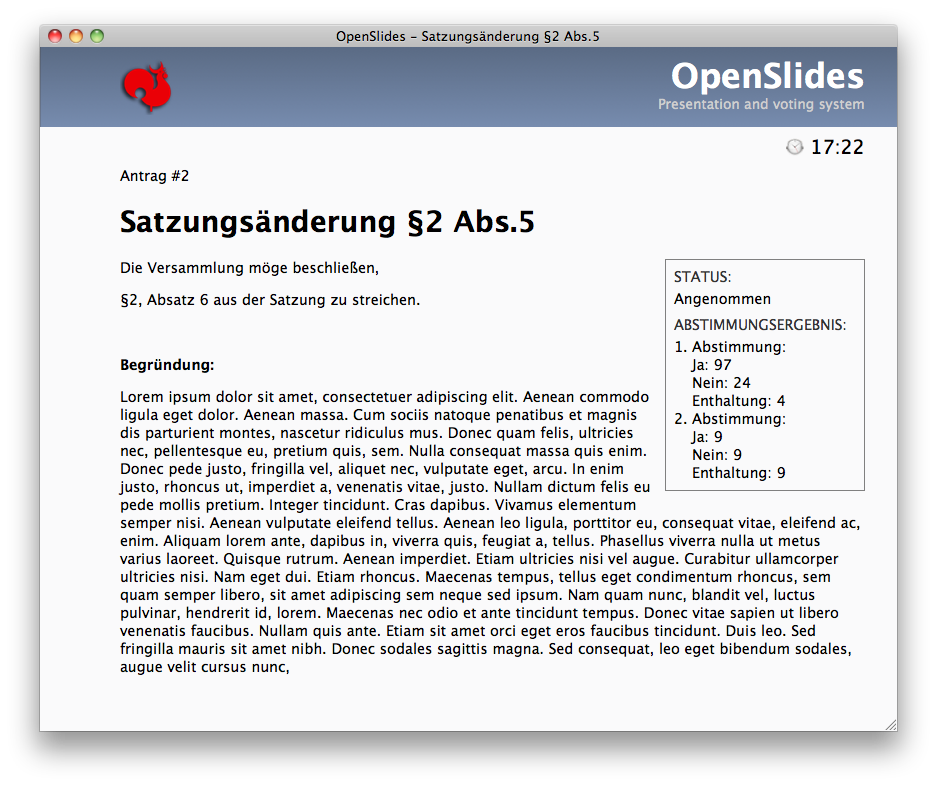 OpenSlides – Satzungsänderung §2 Abs.5
OpenSlides
Presentation and voting system
17:22
Antrag #2
Satzungsänderung §2 Abs.5
Die Versammlung möge beschließen,
§2, Absatz 6 aus der Satzung zu streichen.
STATUS:
Angenommen
ABSTIMMUNGSERGEBNIS:
1. Abstimmung:
Ja: 97
Nein: 24
Enthaltung: 4
2. Abstimmung:
Ja: 9
Nein: 9
Enthaltung: 9
Begründung:
Lorem ipsum dolor sit amet, consectetuer adipiscing elit. Aenean commodo
ligula eget dolor. Aenean massa. Cum sociis natoque penatibus et magnis
dis parturient montes, nascetur ridiculus mus. Donec quam felis, ultricies
nec, pellentesque eu, pretium quis, sem. Nulla consequat massa quis enim.
Donec pede justo, fringilla vel, aliquet nec, vulputate eget, arcu. In enim
justo, rhoncus ut, imperdiet a, venenatis vitae, justo. Nullam dictum felis eu
pede mollis pretium. Integer tincidunt. Cras dapibus. Vivamus elementum
semper nisi. Aenean vulputate eleifend tellus. Aenean leo ligula, porttitor eu, consequat vitae, eleifend ac,
enim. Aliquam lorem ante, dapibus in, viverra quis, feugiat a, tellus. Phasellus viverra nulla ut metus
varius laoreet. Quisque rutrum. Aenean imperdiet. Etiam ultricies nisi vel augue. Curabitur ullamcorper
ultricies nisi. Nam eget dui. Etiam rhoncus. Maecenas tempus, tellus eget condimentum rhoncus, sem
quam semper libero, sit amet adipiscing sem neque sed ipsum. Nam quam nunc, blandit vel, luctus
pulvinar, hendrerit id, lorem. Maecenas nec odio et ante tincidunt tempus. Donec vitae sapien ut libero
venenatis faucibus. Nullam quis ante. Etiam sit amet orci eget eros faucibus tincidunt. Duis leo. Sed
fringilla mauris sit amet nibh. Donec sodales sagittis magna. Sed consequat, leo eget bibendum sodales,
augue velit cursus nunc,